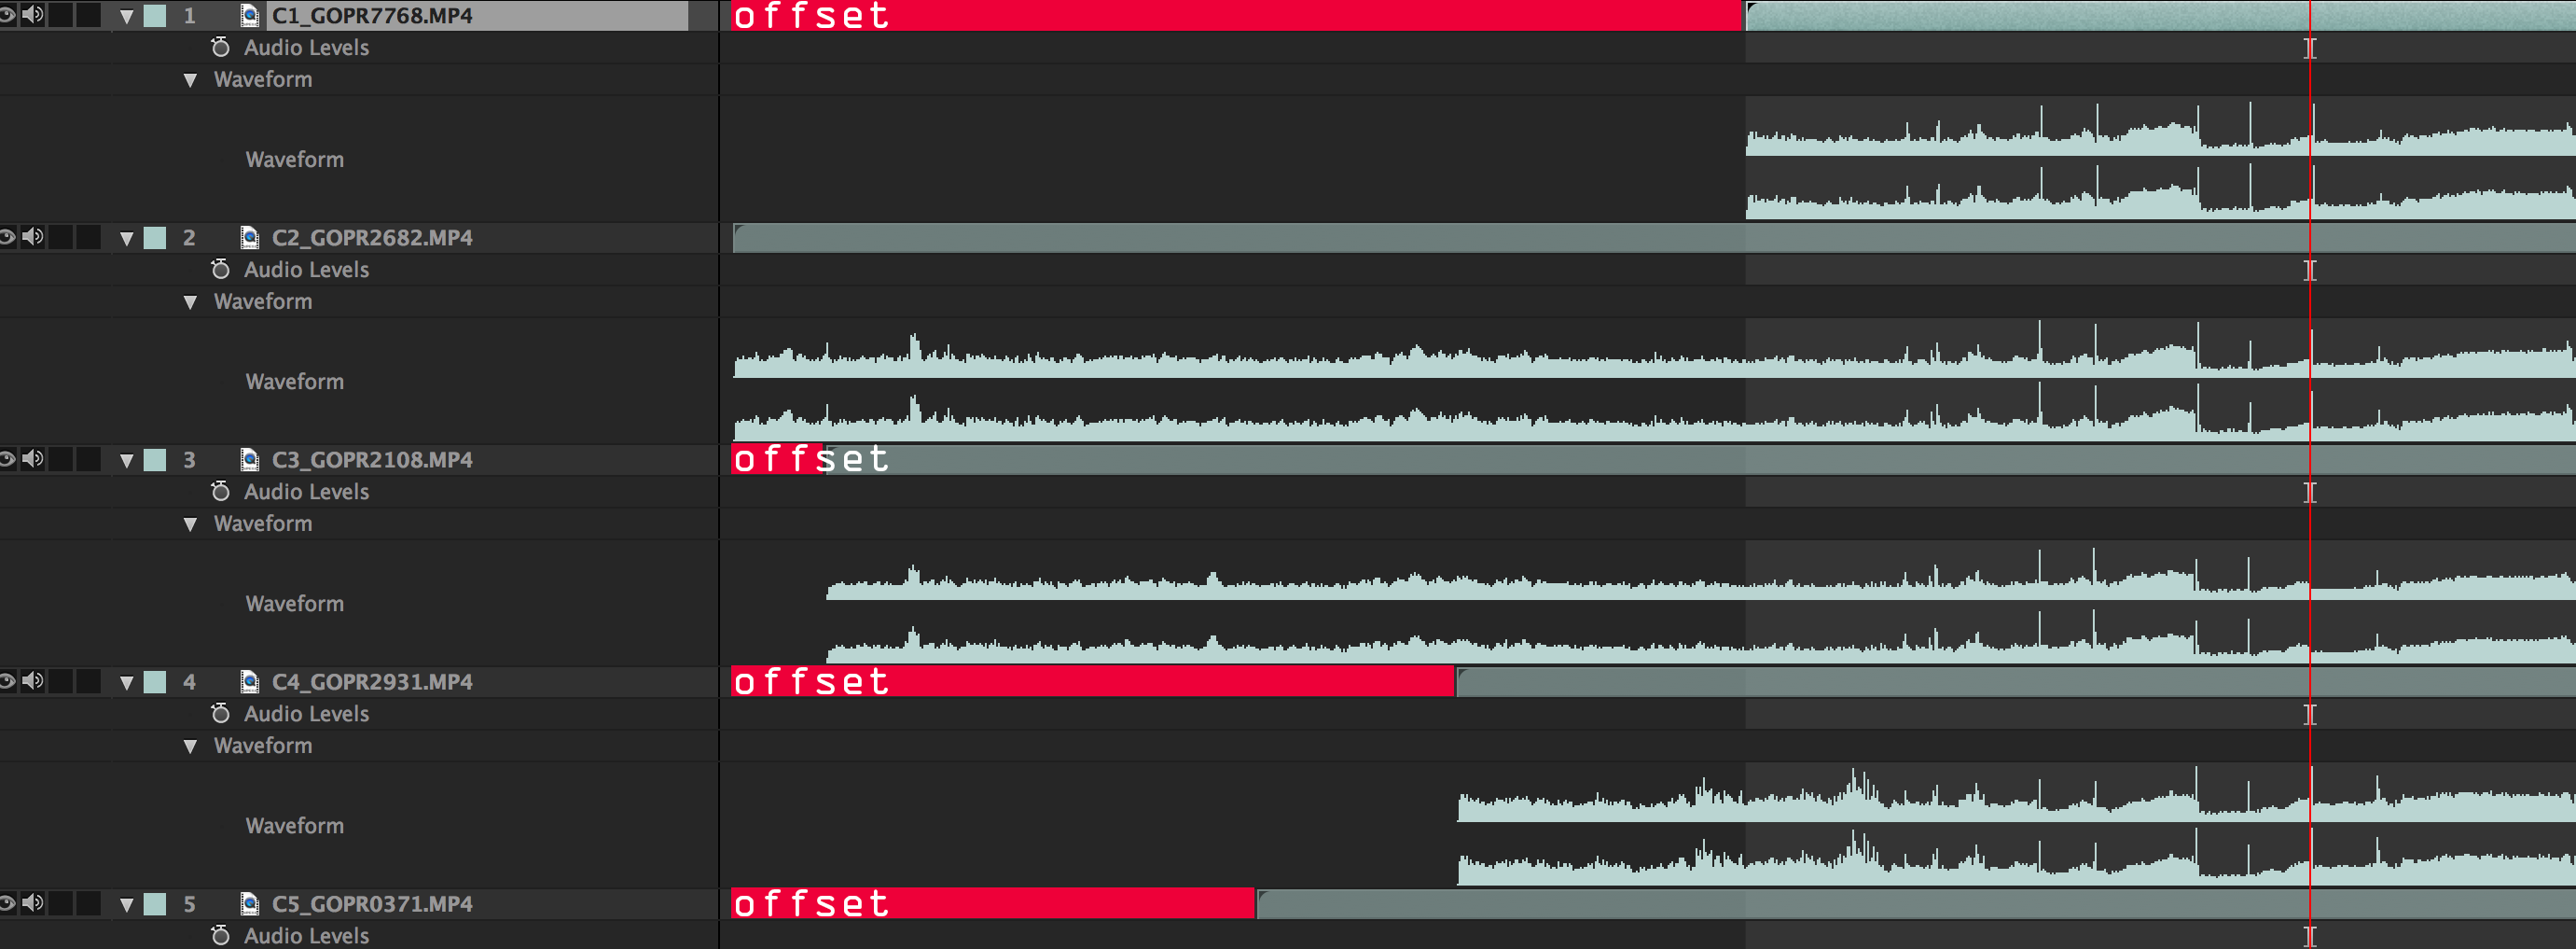 1 C1_GOPR7768.MP4 offset
Audio Levels
Waveform
Waveform
2 C2_GOPR2682.MP4
Audio Levels
Waveform
Waveform
3 C3_GOPR2108.MP4 offset
Audio Levels
Waveform
Waveform
4 C4_GOPR2931.MP4 offset
Audio Levels
Waveform
Waveform
5 C5_GOPR0371.MP4 offset
Audio Levels